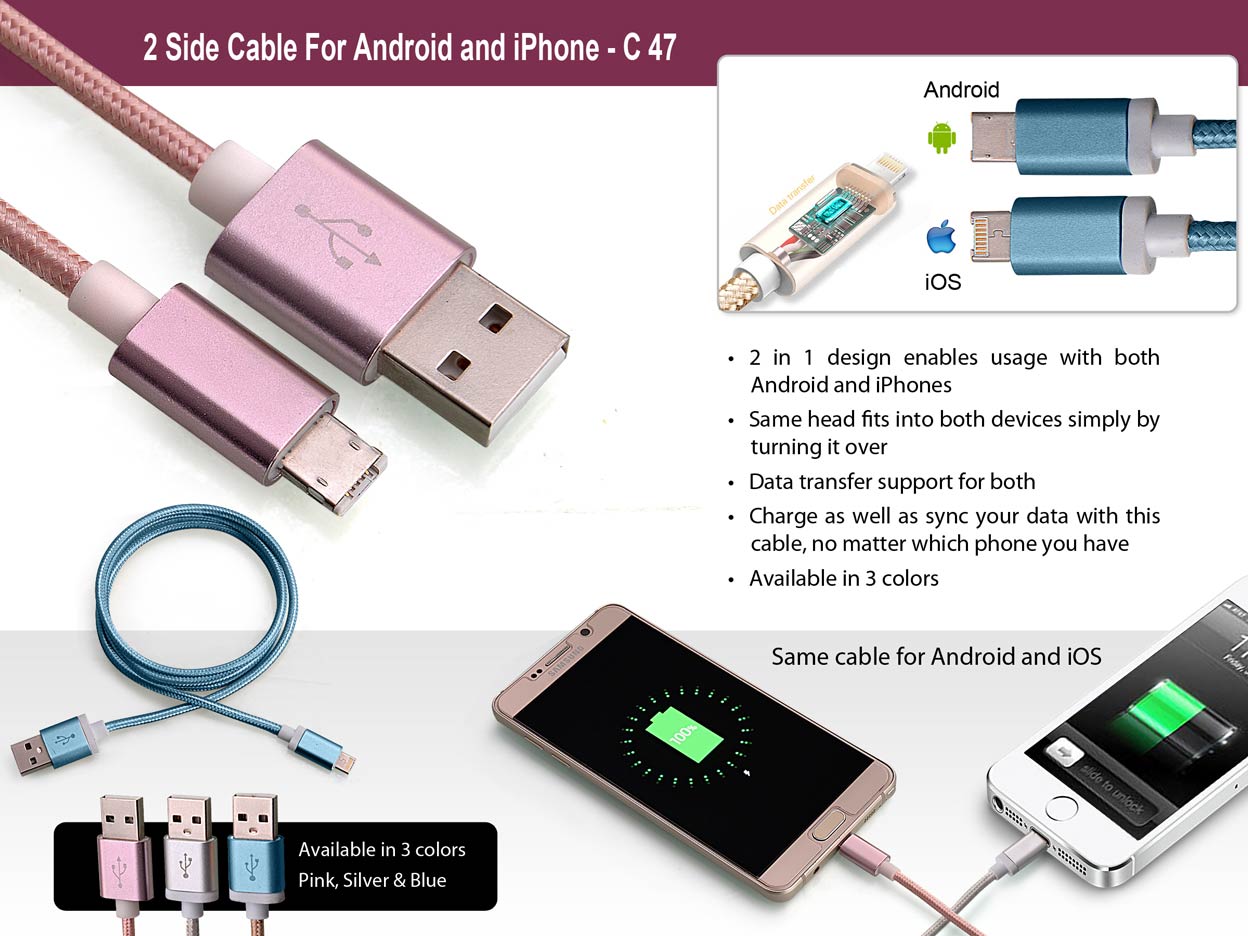 2 Side Cable For Android and iPhone - C 47
Android
Data transfer
iOS
• 2 in 1 design enables usage with both
Android and iPhones
• Same head fits into both devices simply by
turning it over
• Data transfer support for both
• Charge as well as sync your data with this
cable, no matter which phone you have
• Available in 3 colors
Same cable for Android and iOS
SAMSUNG
100%
slide to unlock
Available in 3 colors
Pink, Silver & Blue